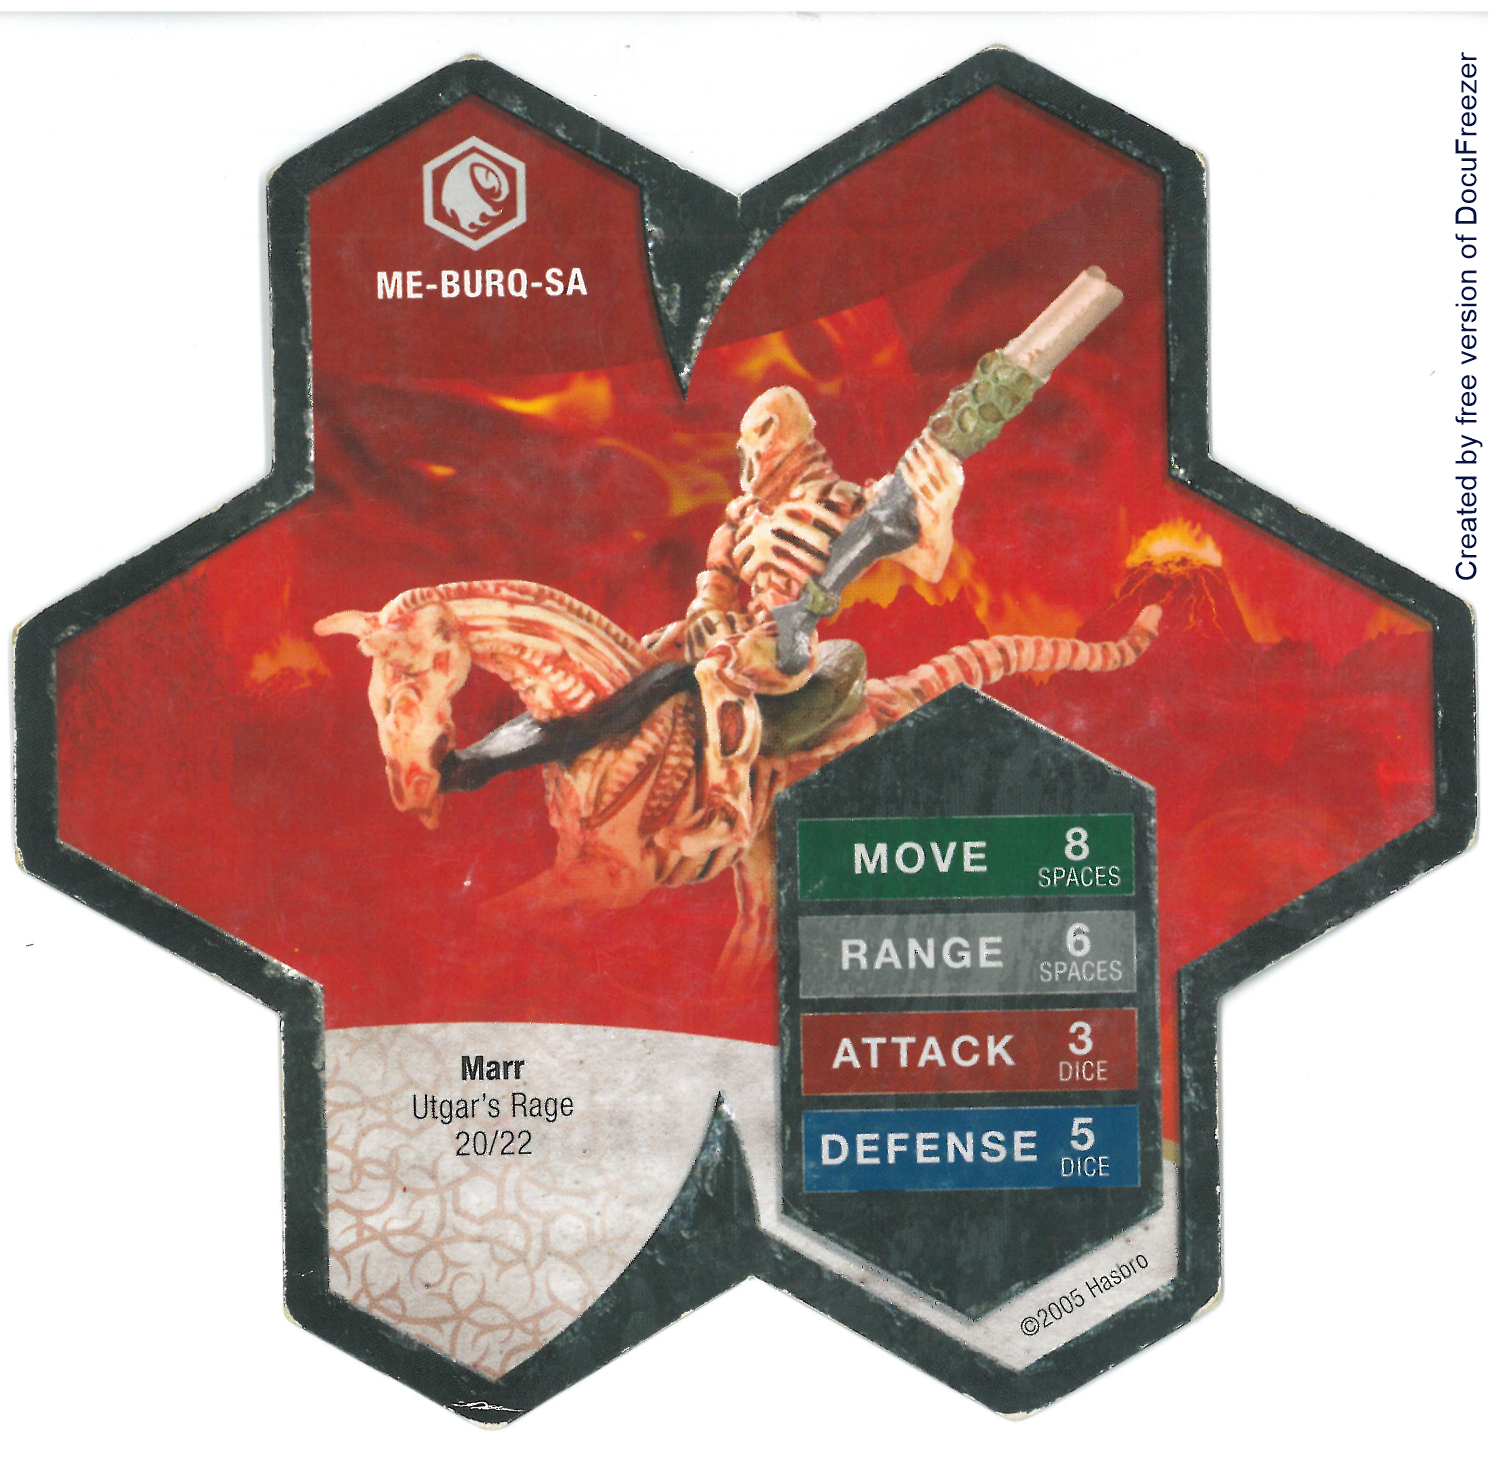 ME-BURQ-SA
MOVE 8
SPACES
RANGE 6
SPACES
ATTACK 3
DICE
DEFENSE 5
DICE
Marr
Utgar's Rage
20/22
©2005 Hasbro
Created by free version of DocuFreezer